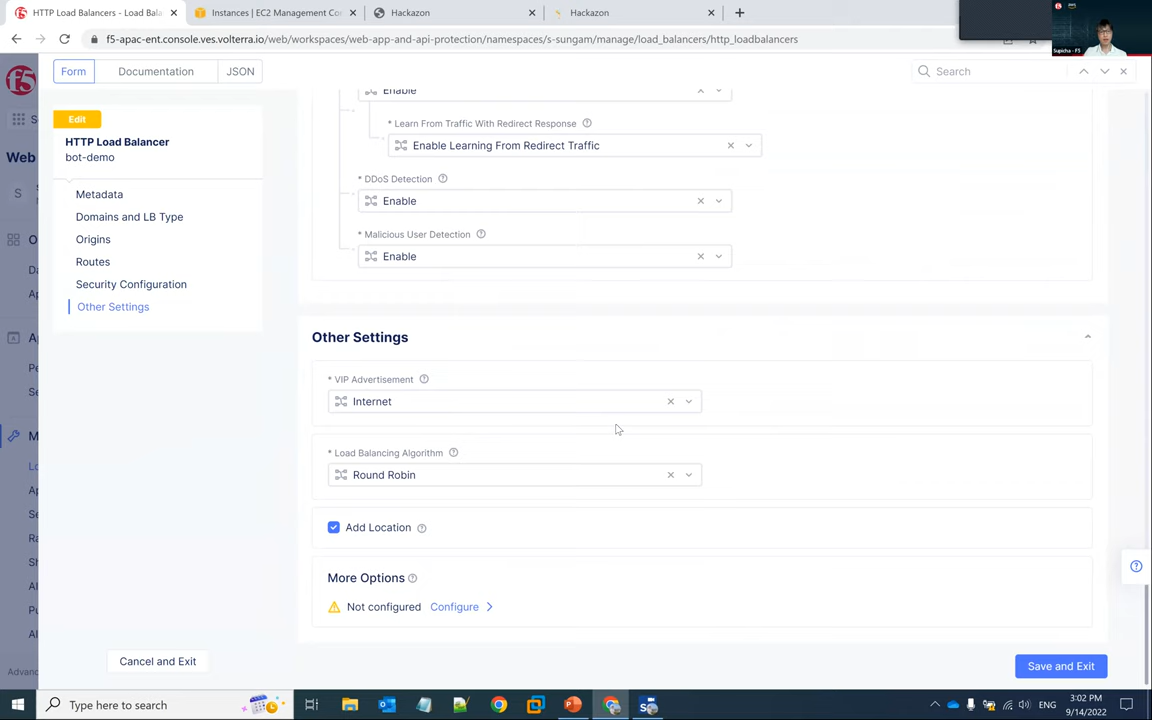 HTTP Load Balancers - Load Bala
Instances | EC2 Management Con
Hackazon
Hackazon
f5-apac-ent.console.ves.volterra.io/web/workspaces/web-app-and-api-protection/namespaces/s-sungam/manage/load_balancers/http_loadbalancers
Supicha - F5
Form
Documentation
JSON
Search
Edit
HTTP Load Balancer
bot-demo
Metadata
Domains and LB Type
Origins
Routes
Security Configuration
Other Settings
Web
S
Enable
* Learn From Traffic With Redirect Response
Enable Learning From Redirect Traffic
* DDoS Detection
Enable
* Malicious User Detection
Enable
Other Settings
* VIP Advertisement
Internet
* Load Balancing Algorithm
Round Robin
Add Location
More Options
Not configured Configure
Cancel and Exit
Save and Exit
Advanc
Type here to search
ENG
3:02 PM
9/14/2022